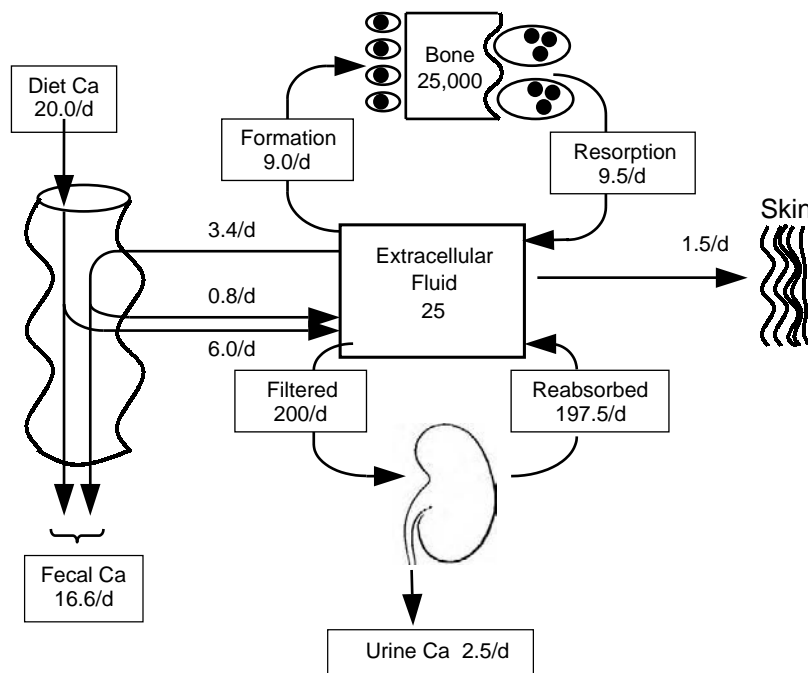 Bone
25,000
Diet Ca
20.0/d
Formation
9.0/d
Resorption
9.5/d
Skin
3.4/d
Extracellular
Fluid
25
1.5/d
0.8/d
6.0/d
Filtered
200/d
Reabsorbed
197.5/d
Fecal Ca
16.6/d
Urine Ca 2.5/d